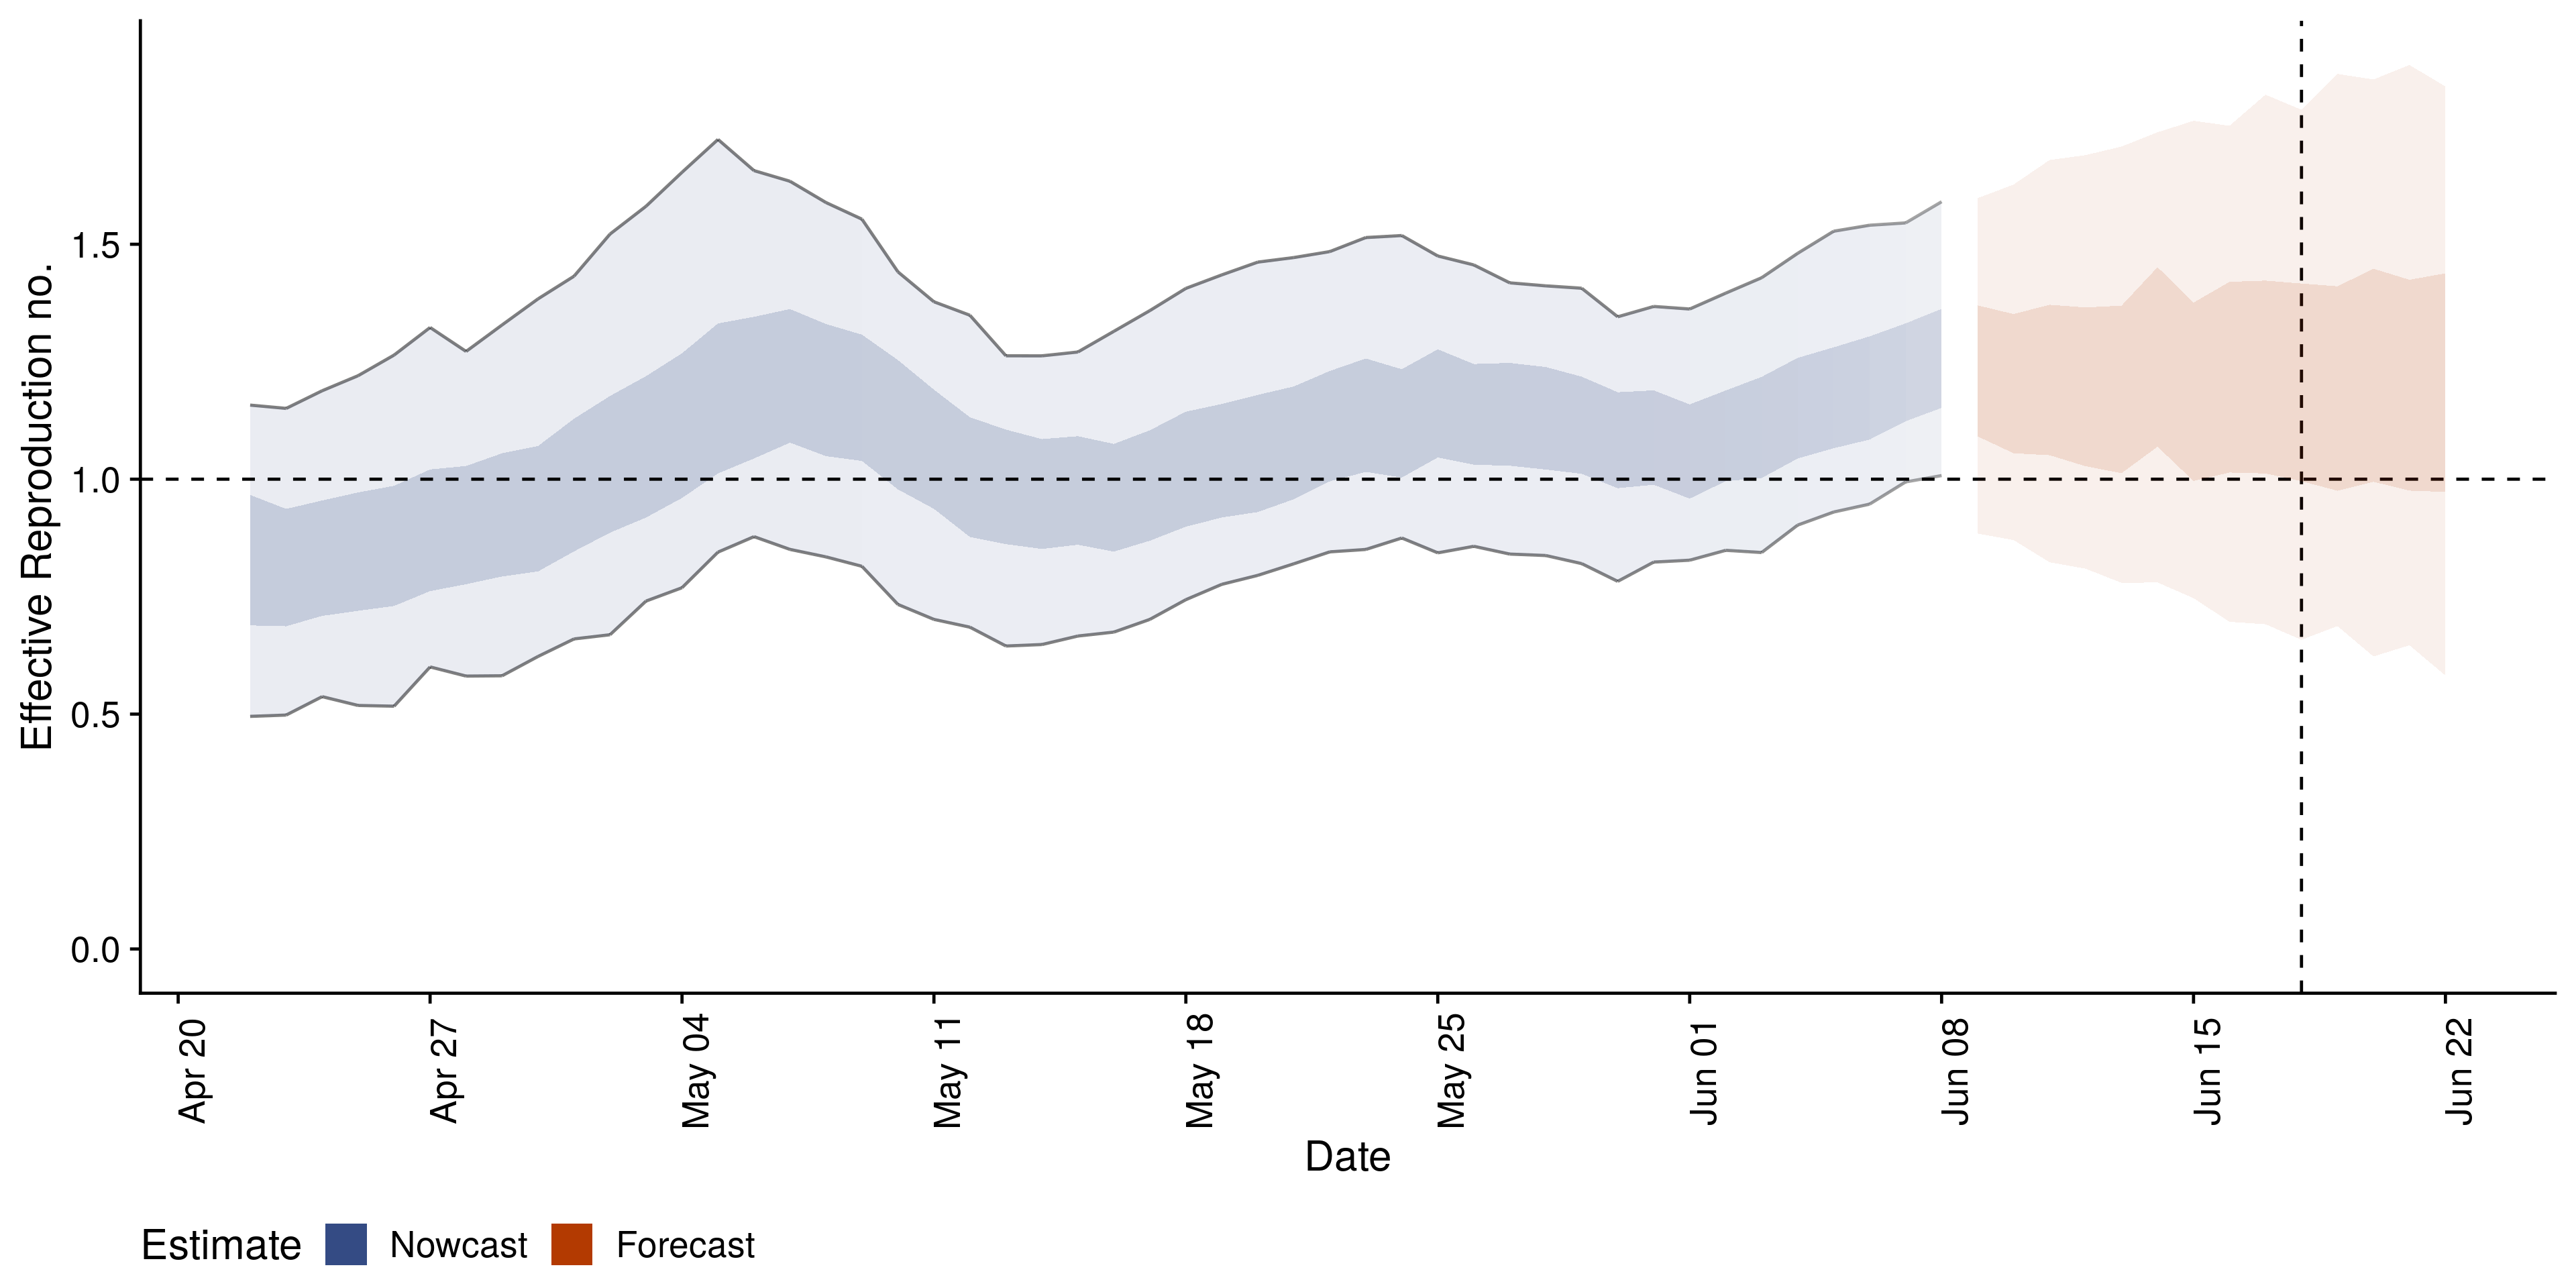 Effective Reproduction no.
1.5
1.0
0.5
0.0
Apr 20
Apr 27
May 04
May 11
May 18
May 25
Jun 01
Jun 08
Jun 15
Jun 22
Date
Estimate Nowcast Forecast